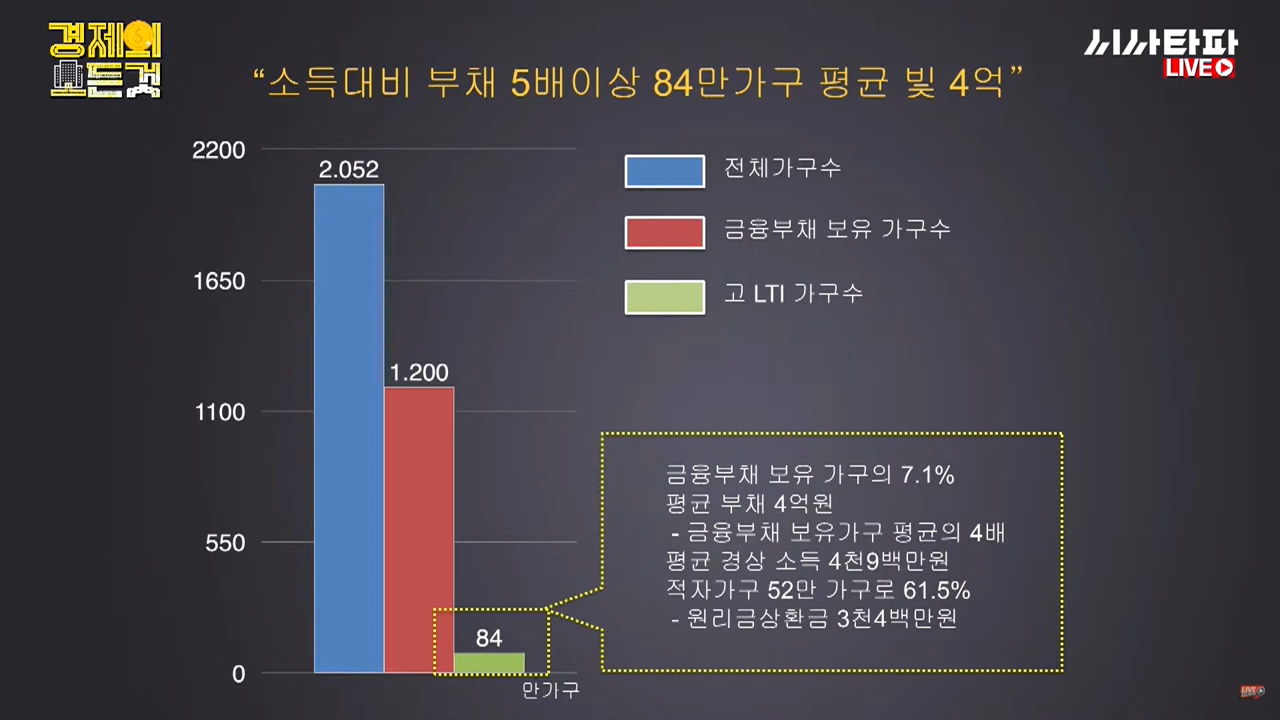 경제의
모든것
시사타파
LIVE
“소득대비 부채 5배이상 84만가구 평균 빚 4억”
2200
1650
1100
550
0
2.052
1.200
84
만가구
전체가구수
금융부채 보유 가구수
고 LTI 가구수
금융부채 보유 가구의 7.1%
평균 부채 4억원
- 금융부채 보유가구 평균의 4배
평균 경상 소득 4천9백만원
적자가구 52만 가구로 61.5%
- 원리금상환금 3천4백만원
LIVE